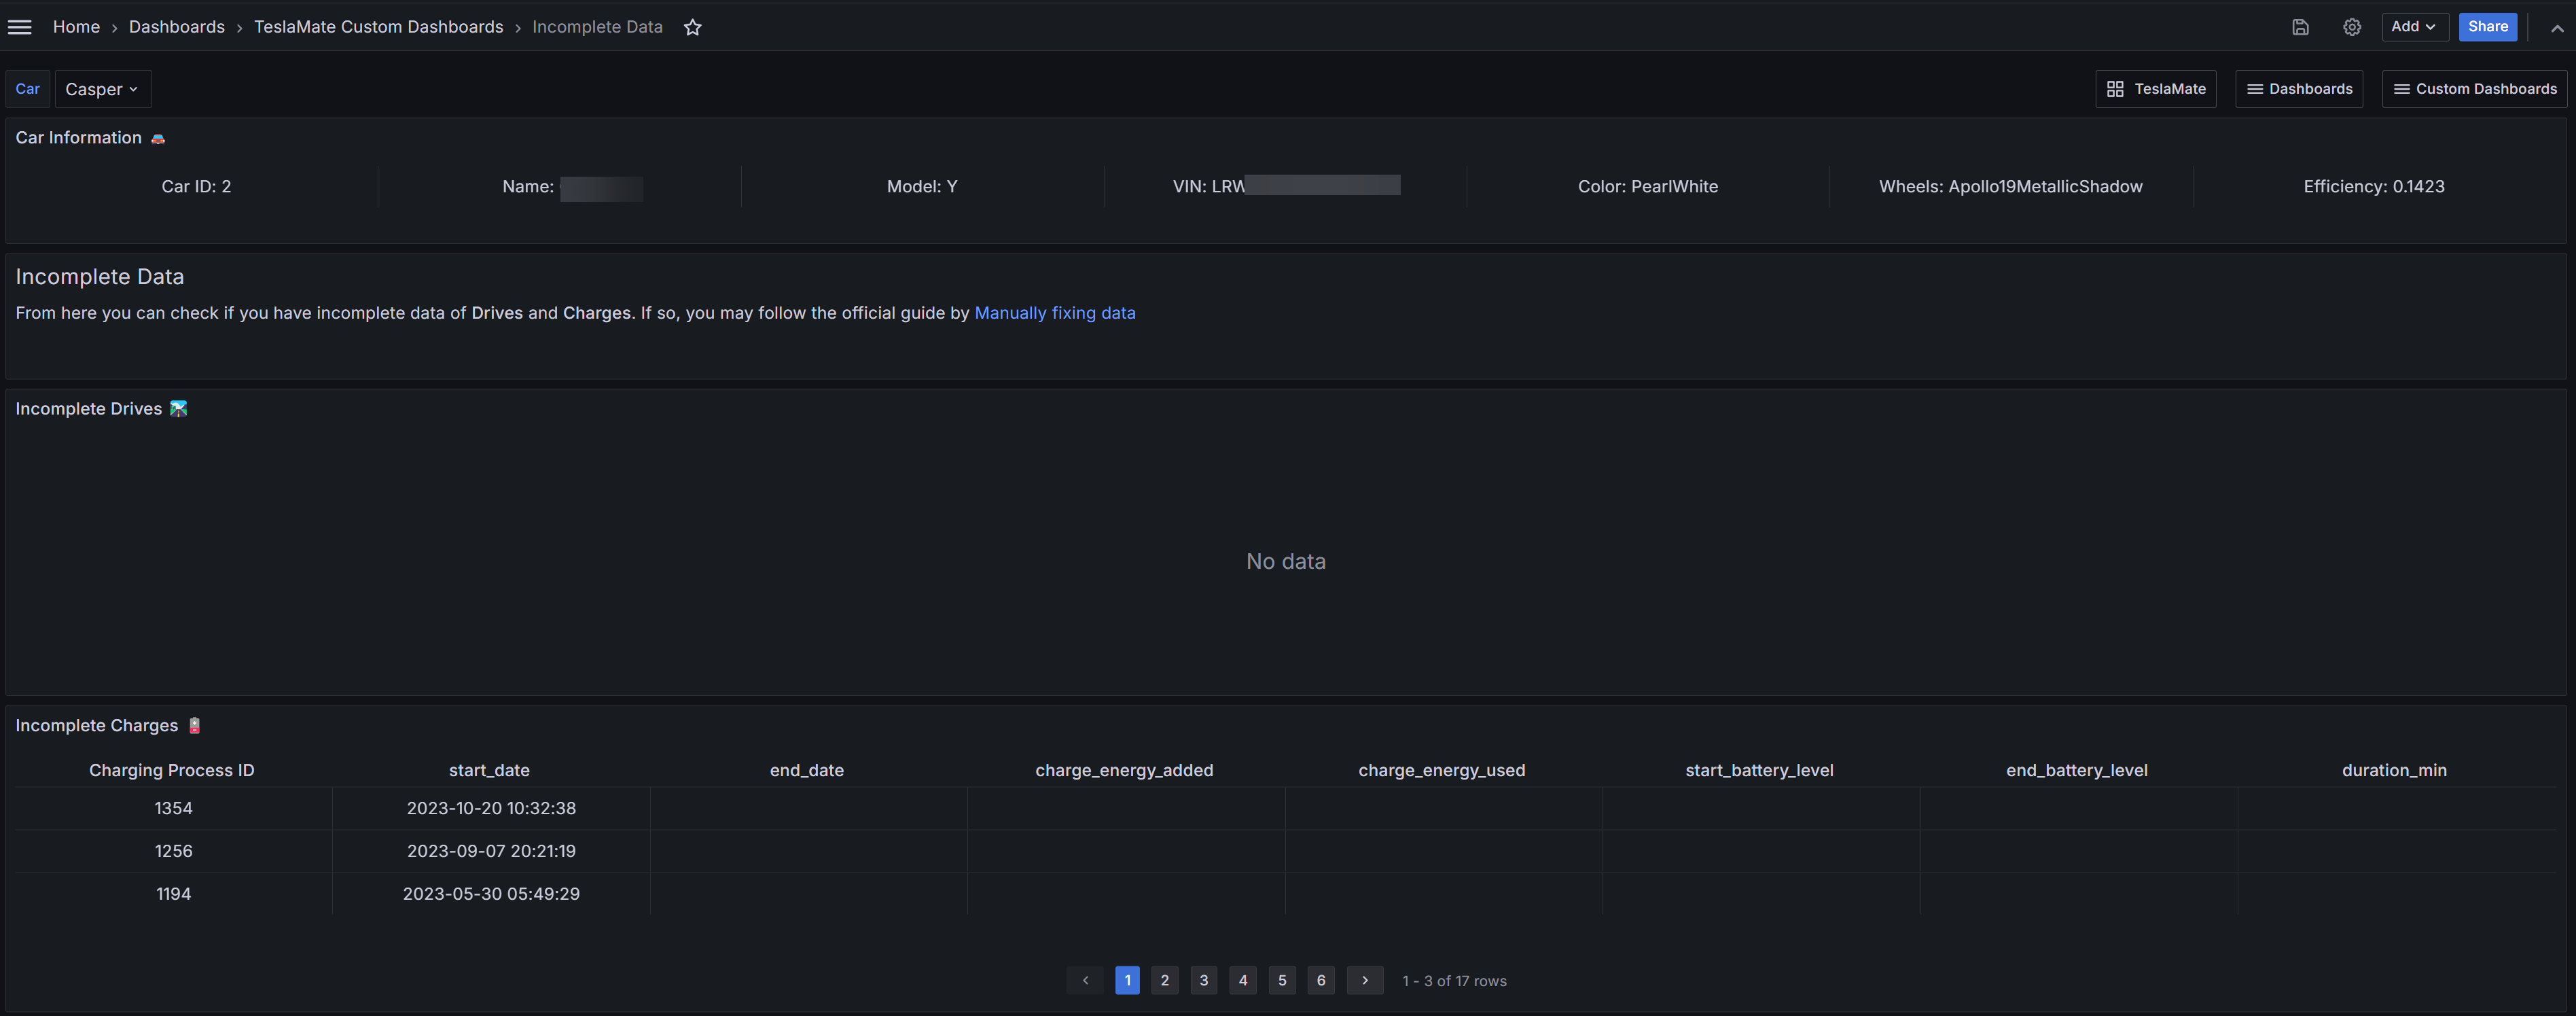 Home › Dashboards › TeslaMate Custom Dashboards › Incomplete Data
Add
Share
Car
Casper
TeslaMate
Dashboards
Custom Dashboards
Car Information
Car ID: 2
Name:
Model: Y
VIN: LRW
Color: PearlWhite
Wheels: Apollo19MetallicShadow
Efficiency: 0.1423
Incomplete Data
From here you can check if you have incomplete data of Drives and Charges. If so, you may follow the official guide by Manually fixing data
Incomplete Drives
No data
Incomplete Charges
Charging Process ID start_date end_date charge_energy_added charge_energy_used start_battery_level end_battery_level duration_min
1354 2023-10-20 10:32:38
1256 2023-09-07 20:21:19
1194 2023-05-30 05:49:29
‹ 1 2 3 4 5 6 › 1 - 3 of 17 rows